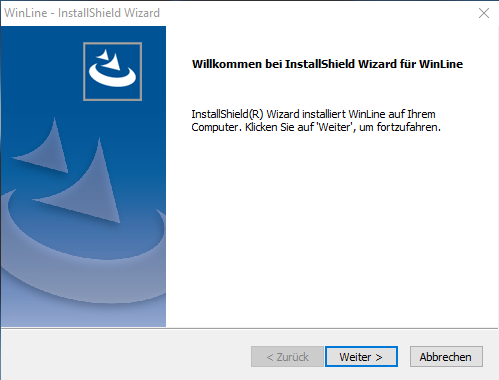 WinLine - InstallShield Wizard
Willkommen bei InstallShield Wizard für WinLine
InstallShield(R) Wizard installiert WinLine auf Ihrem
Computer. Klicken Sie auf 'Weiter', um fortzufahren.
< Zurück
Weiter >
Abbrechen